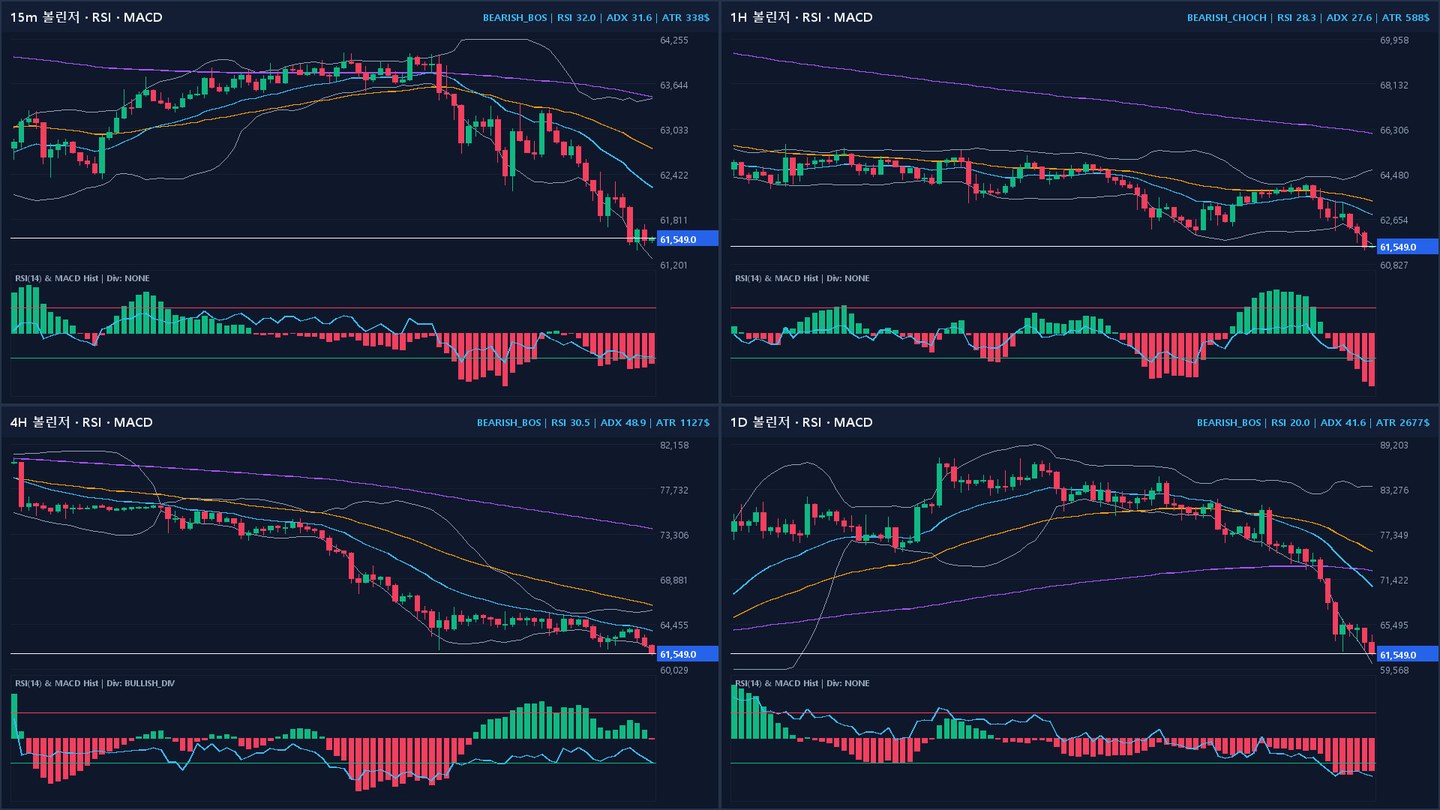 15m 볼린저 · RSI · MACD
BEARISH_BOS | RSI 32.0 | ADX 31.6 | ATR 338$
64,255
63,644
63,033
62,422
61,811
61,549.0
61,201
RSI(14) & MACD Hist | Div: NONE
1H 볼린저 · RSI · MACD
BEARISH_CHOCH | RSI 28.3 | ADX 27.6 | ATR 588$
69,958
68,132
66,306
64,480
62,654
61,549.0
60,827
RSI(14) & MACD Hist | Div: NONE
4H 볼린저 · RSI · MACD
BEARISH_BOS | RSI 30.5 | ADX 48.9 | ATR 1127$
82,158
77,732
73,306
68,881
64,455
61,549.0
60,029
RSI(14) & MACD Hist | Div: BULLISH_DIV
1D 볼린저 · RSI · MACD
BEARISH_BOS | RSI 20.0 | ADX 41.6 | ATR 2677$
89,203
83,276
77,349
71,422
65,495
61,549.0
59,568
RSI(14) & MACD Hist | Div: NONE